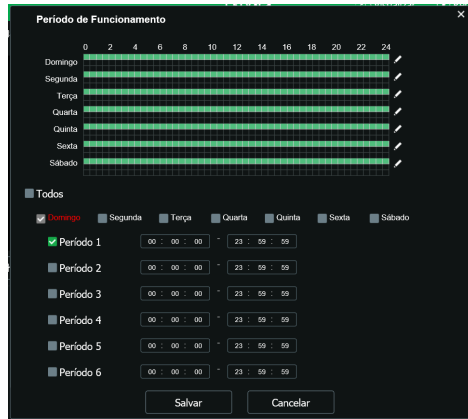 Período de Funcionamento
0 2 4 6 8 10 12 14 16 18 20 22 24
Domingo
Segunda
Terça
Quarta
Quinta
Sexta
Sábado
Todos
Domingo Segunda Terça Quarta Quinta Sexta Sábado
Período 1 00 : 00 : 00 - 23 : 59 : 59
Período 2 00 : 00 : 00 - 23 : 59 : 59
Período 3 00 : 00 : 00 - 23 : 59 : 59
Período 4 00 : 00 : 00 - 23 : 59 : 59
Período 5 00 : 00 : 00 - 23 : 59 : 59
Período 6 00 : 00 : 00 - 23 : 59 : 59
Salvar Cancelar